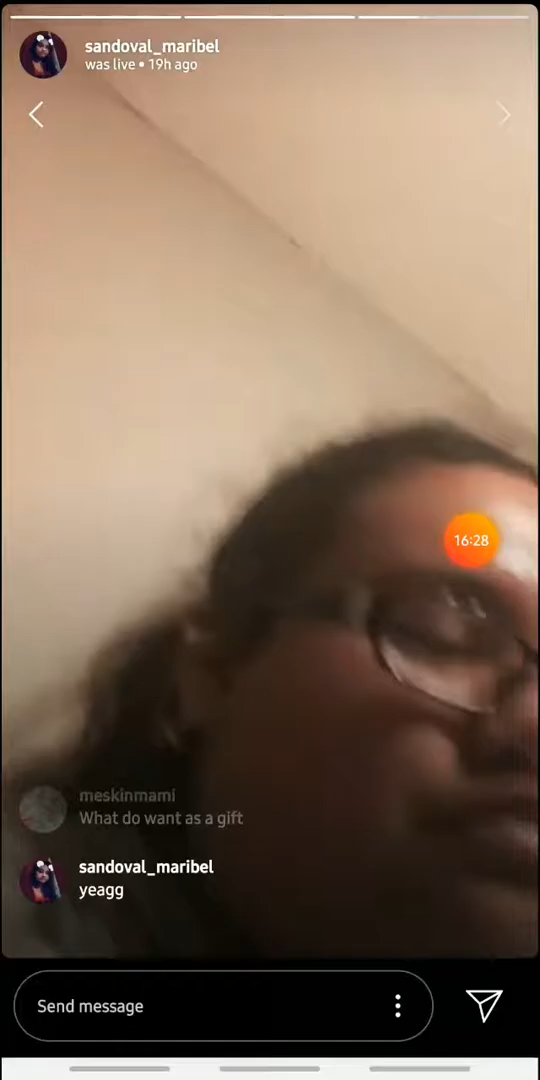 sandoval_maribel
was live • 19h ago
16:28
meskinmami
What do want as a gift
sandoval_maribel
yeagg
Send message